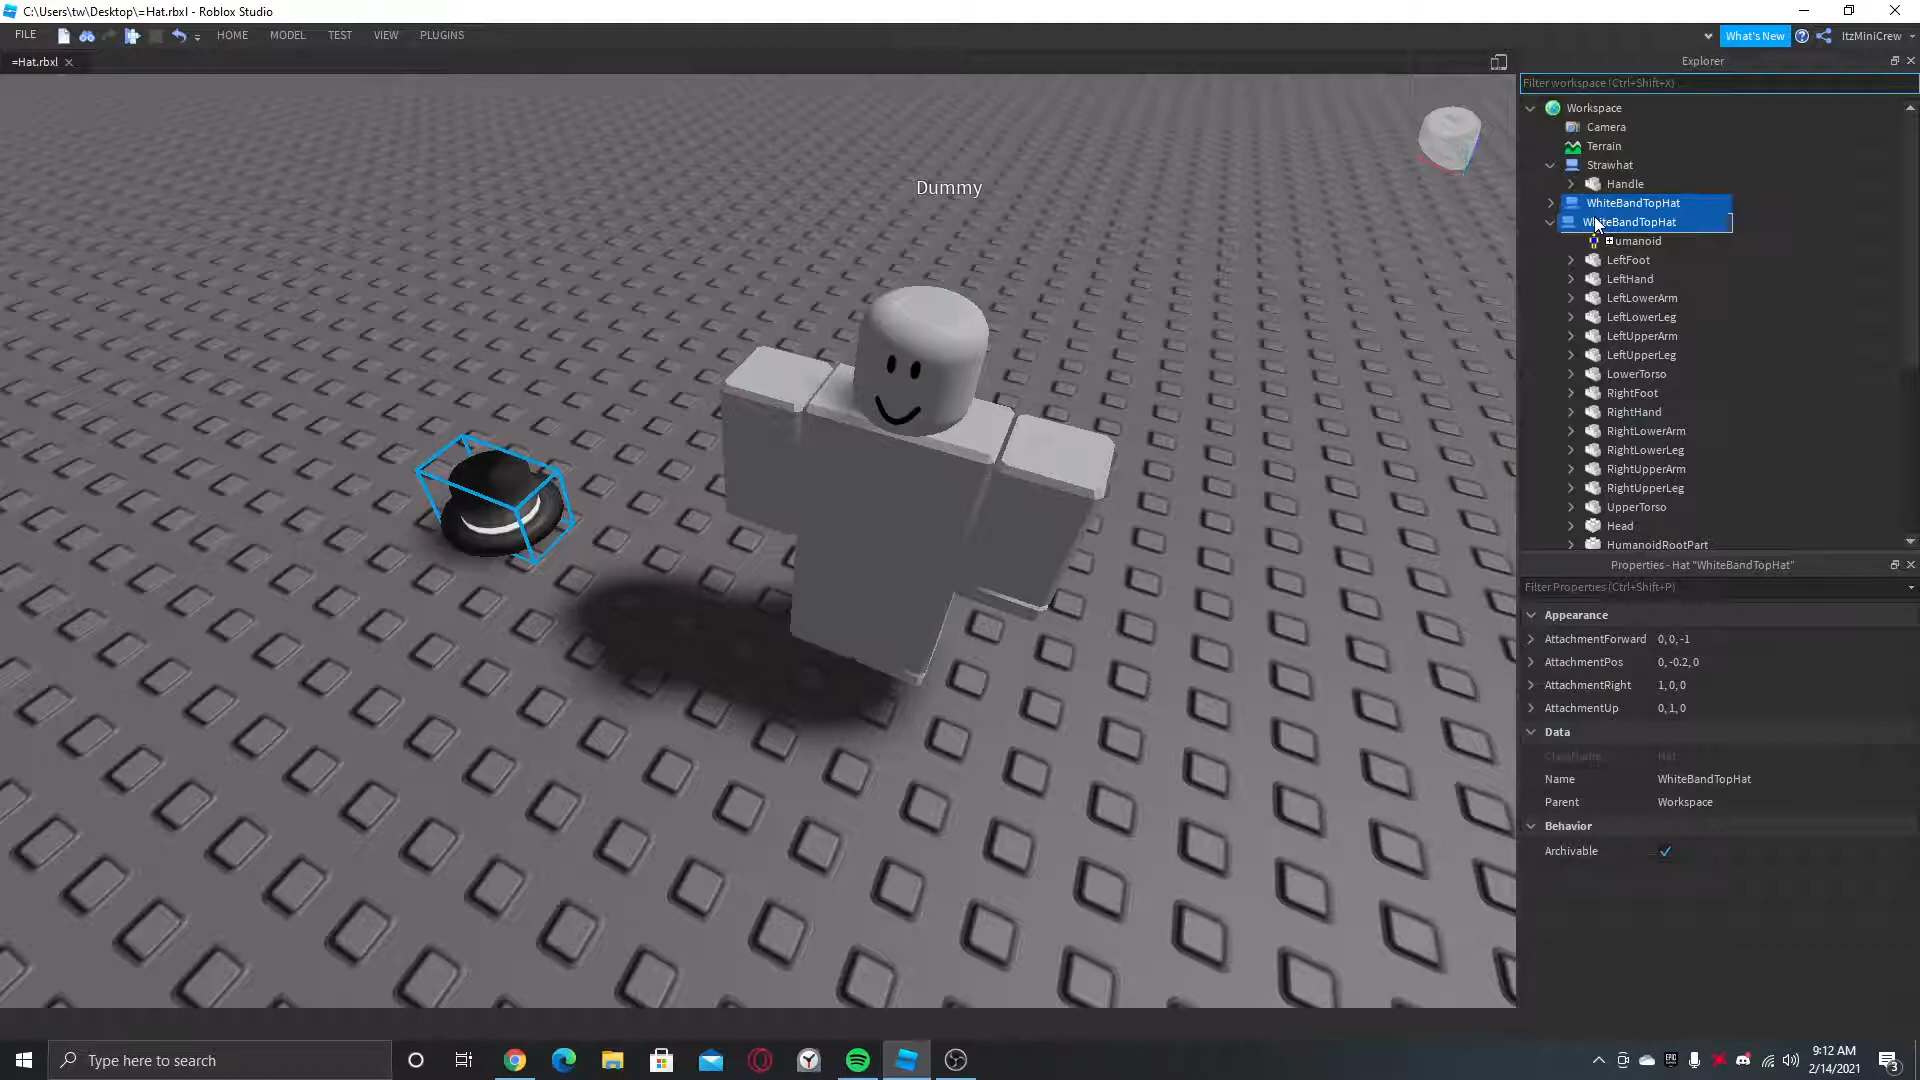 C:\Users\tw\Desktop\=Hat.rbxl - Roblox Studio
FILE
HOME
MODEL
TEST
VIEW
PLUGINS
What's New
ItzMiniCrew
=Hat.rbxl
Explorer
Filter workspace (Ctrl+Shift+X)
Workspace
Camera
Terrain
Strawhat
Handle
WhiteBandTopHat
WhiteBandTopHat
umanoid
LeftFoot
LeftHand
LeftLowerArm
LeftLowerLeg
LeftUpperArm
LeftUpperLeg
LowerTorso
RightFoot
RightHand
RightLowerArm
RightLowerLeg
RightUpperArm
RightUpperLeg
UpperTorso
Head
HumanoidRootPart
Dummy
Properties - Hat "WhiteBandTopHat"
Filter Properties (Ctrl+Shift+P)
Appearance
AttachmentForward 0, 0, -1
AttachmentPos 0, -0.2, 0
AttachmentRight 1, 0, 0
AttachmentUp 0, 1, 0
Data
ClassName Hat
Name WhiteBandTopHat
Parent Workspace
Behavior
Archivable
Type here to search
EPIC
9:12 AM
2/14/2021
3